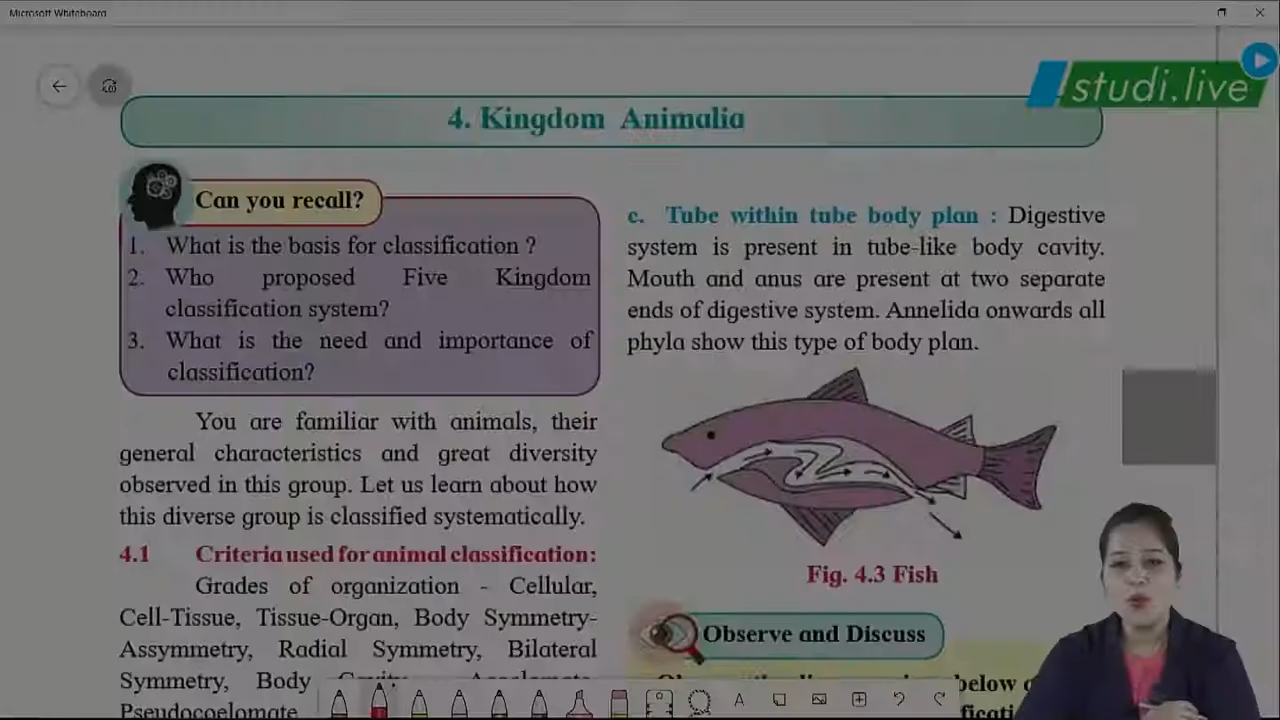 Microsoft Whiteboard
studi.live
4. Kingdom Animalia
Can you recall?
1. What is the basis for classification ?
2. Who proposed Five Kingdom
classification system?
3. What is the need and importance of
classification?
You are familiar with animals, their
general characteristics and great diversity
observed in this group. Let us learn about how
this diverse group is classified systematically.
4.1 Criteria used for animal classification:
Grades of organization - Cellular,
Cell-Tissue, Tissue-Organ, Body Symmetry-
Assymmetry, Radial Symmetry, Bilateral
Symmetry, Body
Pseudocoelomate
c. Tube within tube body plan : Digestive
system is present in tube-like body cavity.
Mouth and anus are present at two separate
ends of digestive system. Annelida onwards all
phyla show this type of body plan.
Fig. 4.3 Fish
Observe and Discuss
below